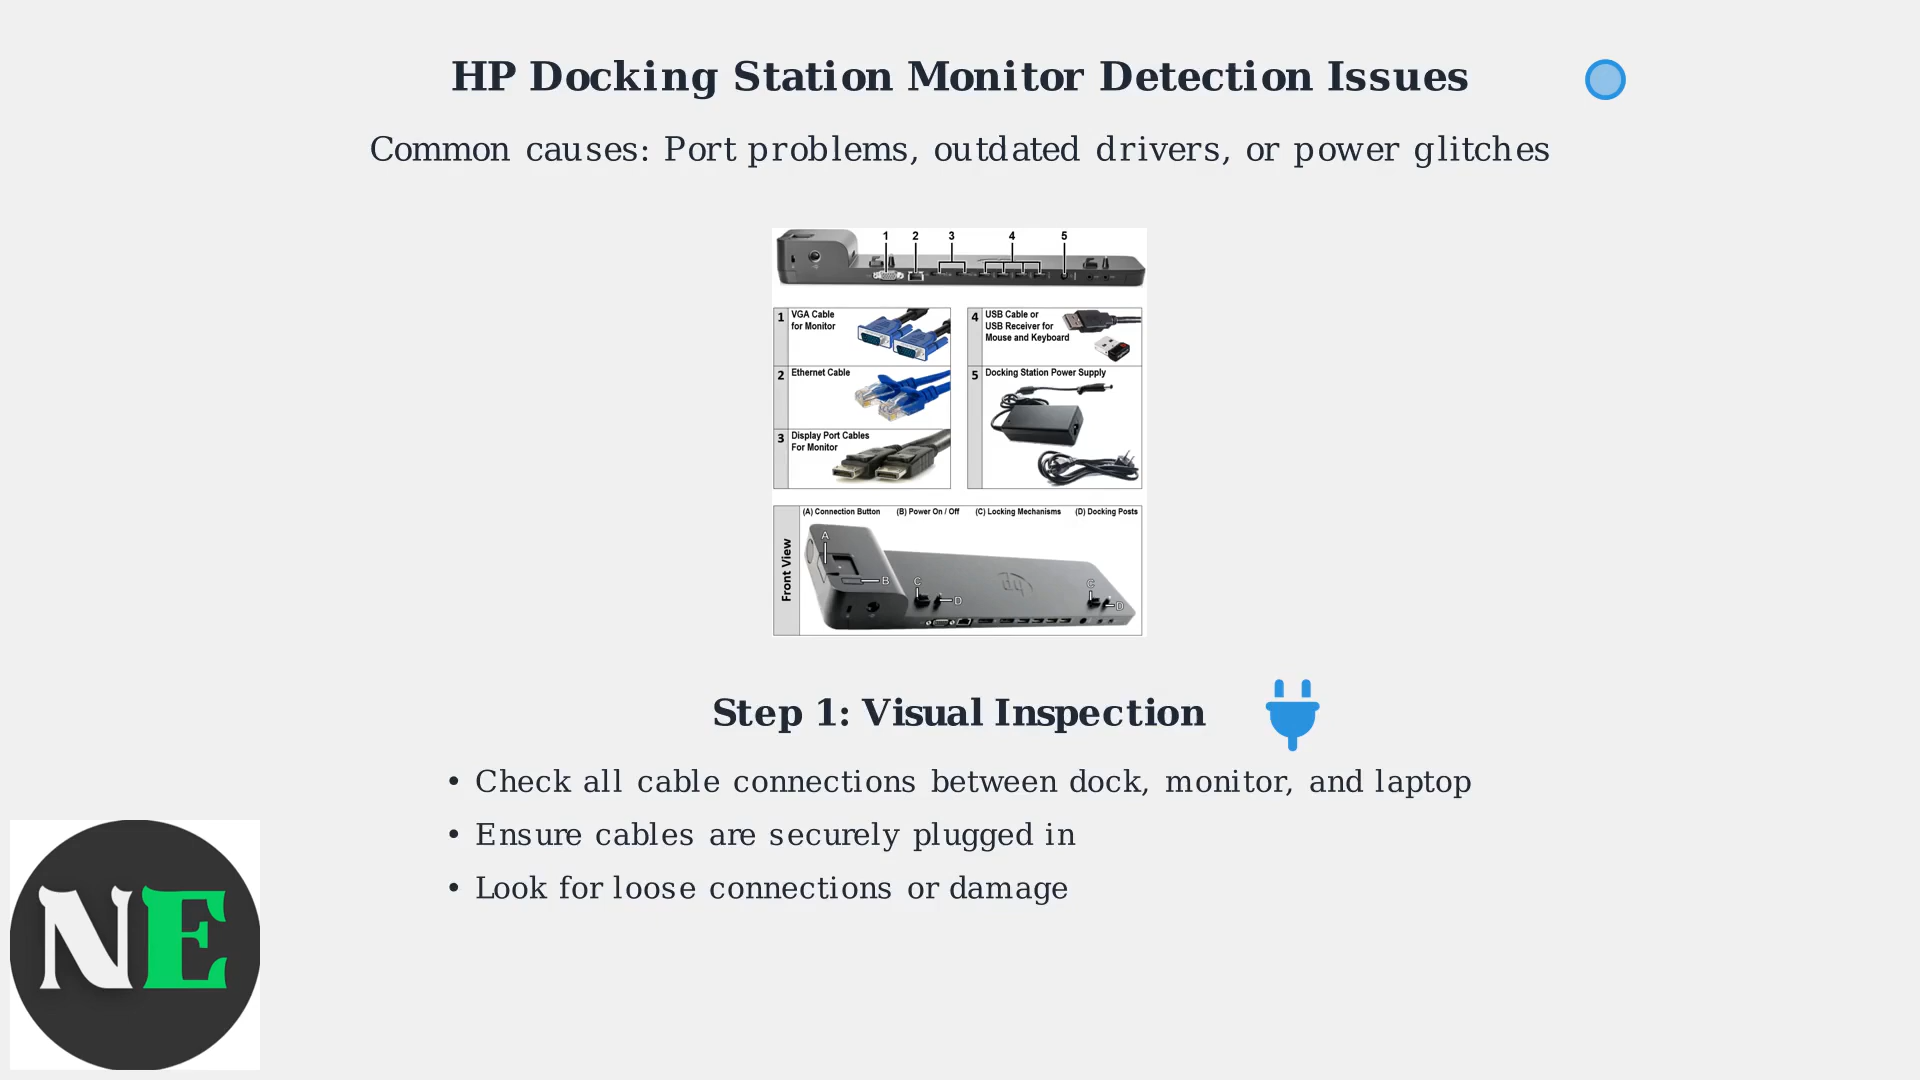 HP Docking Station Monitor Detection Issues
Common causes: Port problems, outdated drivers, or power glitches
1 2 3 4 5
1 VGA Cable
for Monitor
2 Ethernet Cable
3 Display Port Cables
For Monitor
4 USB Cable or
USB Receiver for
Mouse and Keyboard
5 Docking Station Power Supply
(A) Connection Button (B) Power On / Off (C) Locking Mechanisms (D) Docking Posts
Front View
A
B
C
D
C
D
hp
Step 1: Visual Inspection
• Check all cable connections between dock, monitor, and laptop
• Ensure cables are securely plugged in
• Look for loose connections or damage
NE